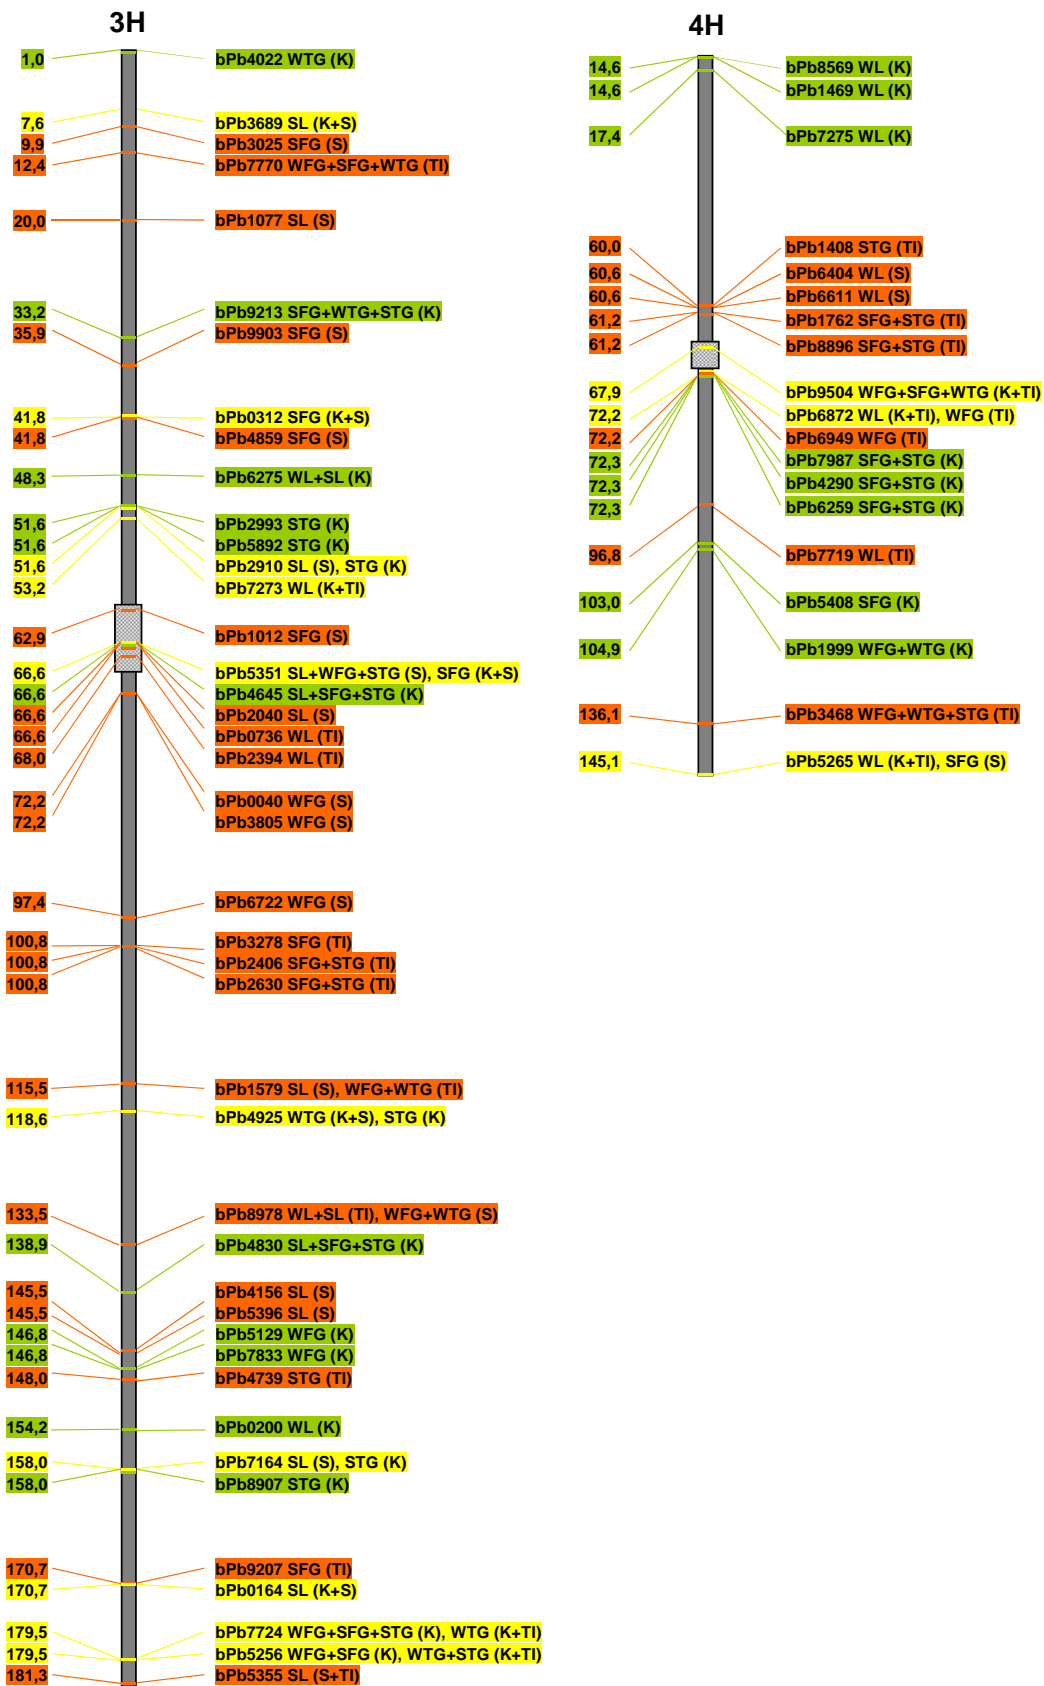 3H
1,0 bPb4022 WTG (K)
7,6 bPb3689 SL (K+S)
9,9 bPb3025 SFG (S)
12,4 bPb7770 WFG+SFG+WTG (TI)
20,0 bPb1077 SL (S)
33,2 bPb9213 SFG+WTG+STG (K)
35,9 bPb9903 SFG (S)
41,8 bPb0312 SFG (K+S)
41,8 bPb4859 SFG (S)
48,3 bPb6275 WL+SL (K)
51,6 bPb2993 STG (K)
51,6 bPb5892 STG (K)
51,6 bPb2910 SL (S), STG (K)
53,2 bPb7273 WL (K+TI)
62,9 bPb1012 SFG (S)
66,6 bPb5351 SL+WFG+STG (S), SFG (K+S)
66,6 bPb4645 SL+SFG+STG (K)
66,6 bPb2040 SL (S)
66,6 bPb0736 WL (TI)
68,0 bPb2394 WL (TI)
72,2 bPb0040 WFG (S)
72,2 bPb3805 WFG (S)
97,4 bPb6722 WFG (S)
100,8 bPb3278 SFG (TI)
100,8 bPb2406 SFG+STG (TI)
100,8 bPb2630 SFG+STG (TI)
115,5 bPb1579 SL (S), WFG+WTG (TI)
118,6 bPb4925 WTG (K+S), STG (K)
133,5 bPb8978 WL+SL (TI), WFG+WTG (S)
138,9 bPb4830 SL+SFG+STG (K)
145,5 bPb4156 SL (S)
145,5 bPb5396 SL (S)
146,8 bPb5129 WFG (K)
146,8 bPb7833 WFG (K)
148,0 bPb4739 STG (TI)
154,2 bPb0200 WL (K)
158,0 bPb7164 SL (S), STG (K)
158,0 bPb8907 STG (K)
170,7 bPb9207 SFG (TI)
170,7 bPb0164 SL (K+S)
179,5 bPb7724 WFG+SFG+STG (K), WTG (K+TI)
179,5 bPb5256 WFG+SFG (K), WTG+STG (K+TI)
181,3 bPb5355 SL (S+TI)
4H
14,6 bPb8569 WL (K)
14,6 bPb1469 WL (K)
17,4 bPb7275 WL (K)
60,0 bPb1408 STG (TI)
60,6 bPb6404 WL (S)
60,6 bPb6611 WL (S)
61,2 bPb1762 SFG+STG (TI)
61,2 bPb8896 SFG+STG (TI)
67,9 bPb9504 WFG+SFG+WTG (K+TI)
72,2 bPb6872 WL (K+TI), WFG (TI)
72,2 bPb6949 WFG (TI)
72,3 bPb7987 SFG+STG (K)
72,3 bPb4290 SFG+STG (K)
72,3 bPb6259 SFG+STG (K)
96,8 bPb7719 WL (TI)
103,0 bPb5408 SFG (K)
104,9 bPb1999 WFG+WTG (K)
136,1 bPb3468 WFG+WTG+STG (TI)
145,1 bPb5265 WL (K+TI), SFG (S)